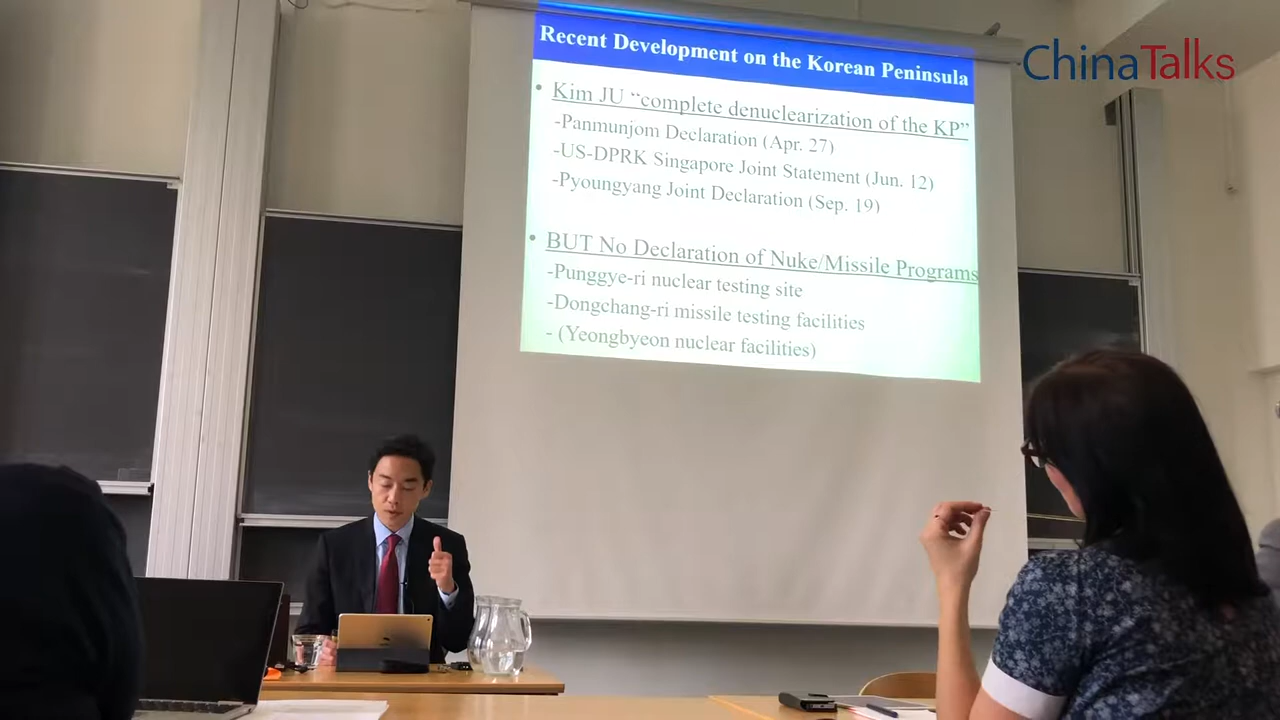 Recent Development on the Korean Peninsula
ChinaTalks
• Kim JU “complete denuclearization of the KP”
-Panmunjom Declaration (Apr. 27)
-US-DPRK Singapore Joint Statement (Jun. 12)
-Pyoungyang Joint Declaration (Sep. 19)
• BUT No Declaration of Nuke/Missile Programs
-Punggye-ri nuclear testing site
-Dongchang-ri missile testing facilities
- (Yeongbyeon nuclear facilities)